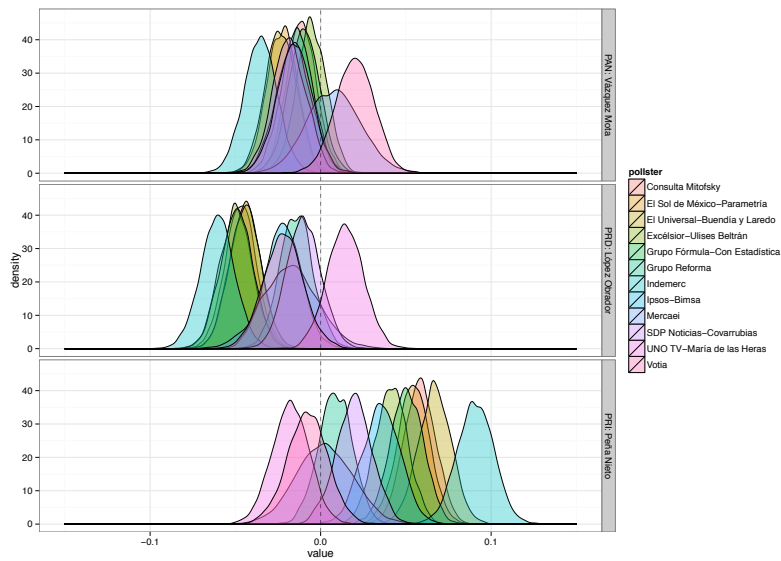 40
30
20
10
0
PAN: Vázquez Mota
40
30
20
10
0
PRD: López Obrador
40
30
20
10
0
PRI: Peña Nieto
density
−0.1
0.0
0.1
value
pollster
Consulta Mitofsky
El Sol de México−Parametría
El Universal−Buendía y Laredo
Excélsior−Ulises Beltrán
Grupo Fórmula−Con Estadística
Grupo Reforma
Indemerc
Ipsos−Bimsa
Mercaei
SDP Noticias−Covarrubias
UNO TV−María de las Heras
Votia